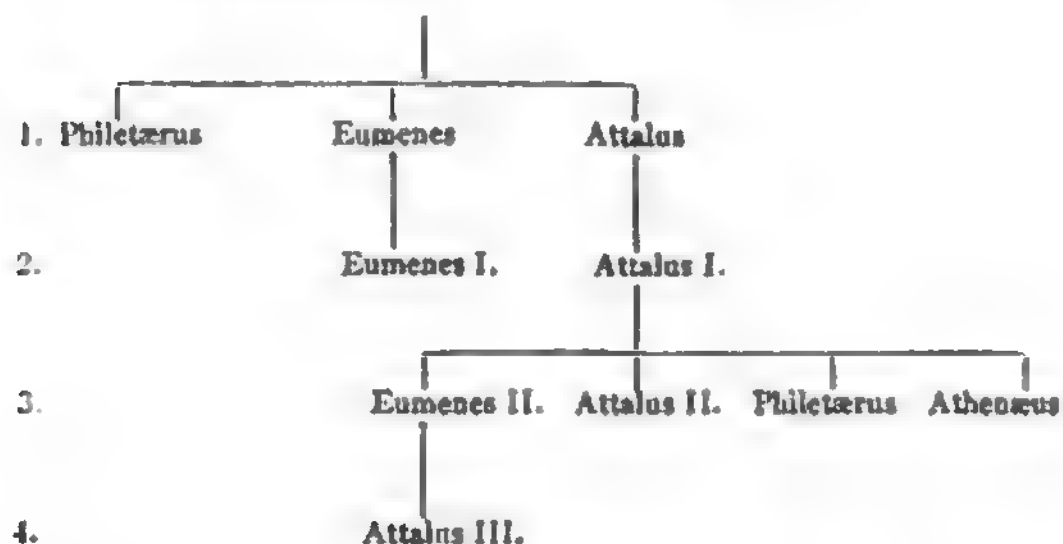 1. Philetærus Eumenes Attalus
2. Eumenes I. Attalus I.
3. Eumenes II. Attalus II. Philetærus Athenæus
4. Attalus III.